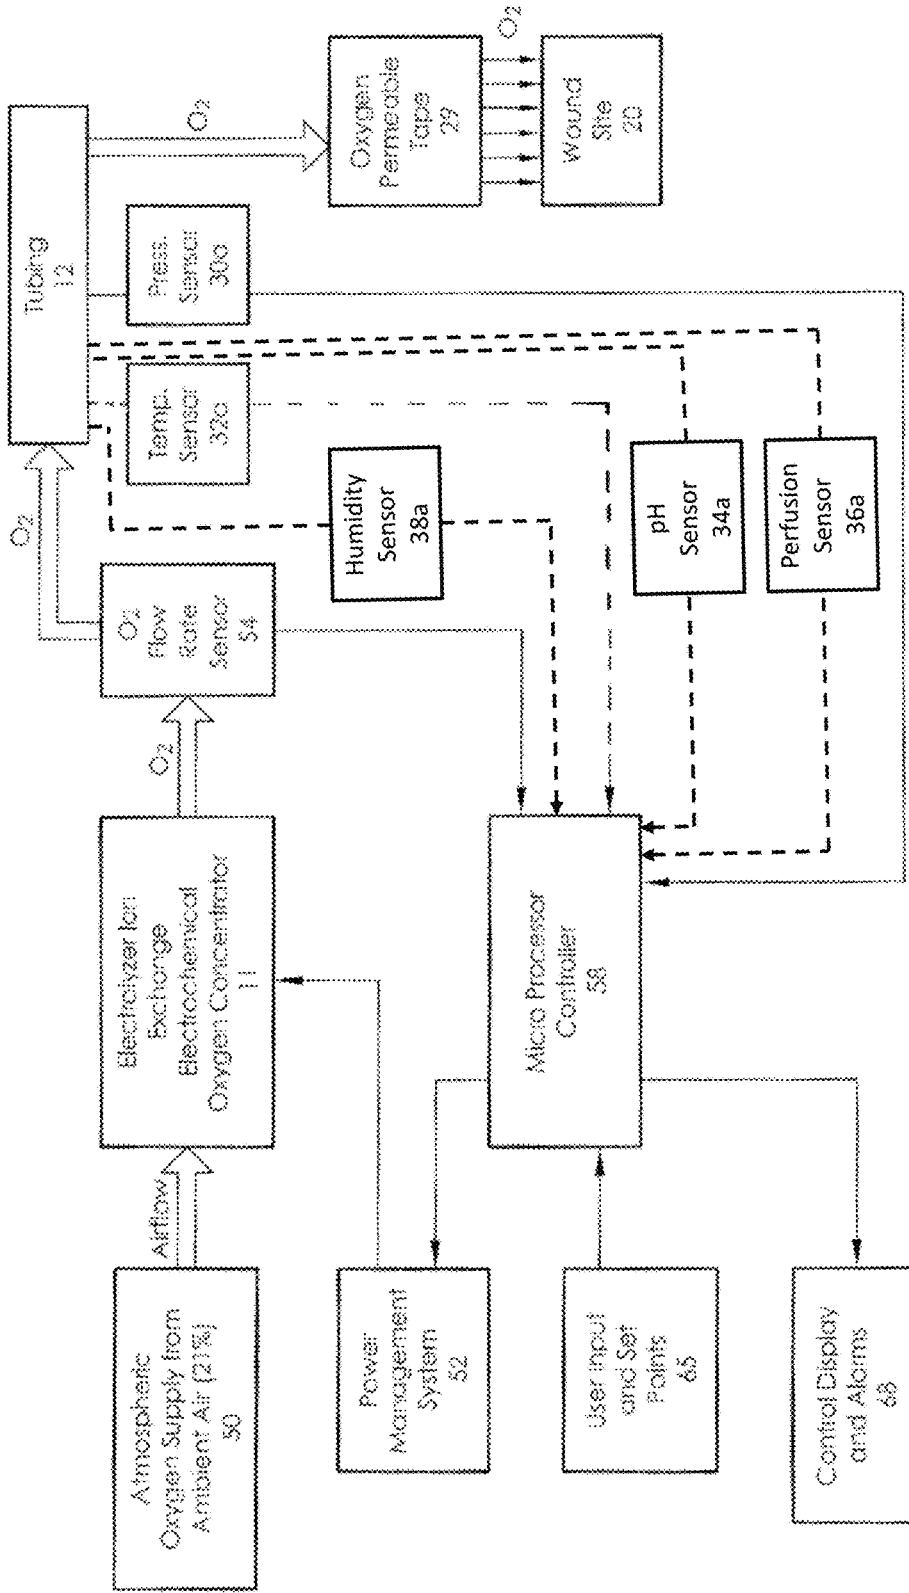 Atmospheric
Oxygen Supply from
Ambient Air (21%)
50
Airflow
Electrolyzer Ion
Exchange
Electrochemical
Oxygen Concentrator
11
O2
O2
Flow
Rate
Sensor
54
O2
Tubing
12
O2
Temp.
Sensor
32a
Press.
Sensor
30a
Oxygen
Permeable
Tape
29
O2
Wound
Site
20
Humidity
Sensor
38a
pH
Sensor
34a
Perfusion
Sensor
36a
Power
Management
System
52
Micro Processor
Controller
58
User Input
and Set
Points
65
Control Display
and Alarms
68